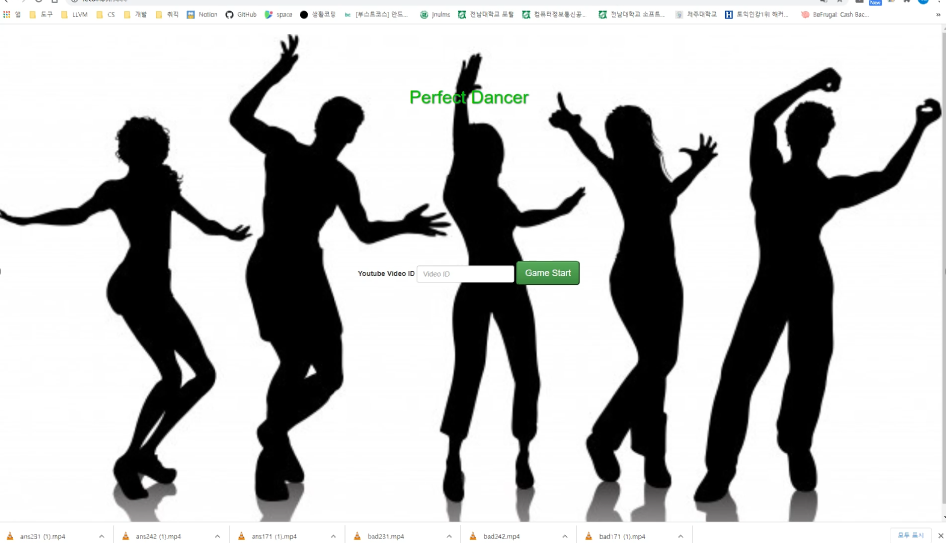 앱 도구 LLVM CS 개발 취직 Notion GitHub space 생활코딩 [부스트코스] 안드... jnulms 전남대학교 포털 컴퓨터정보통신공... 전남대학교 소프트... 제주대학교 토익인강1위 해커... BeFrugal Cash Bac... »
New
Perfect Dancer
Youtube Video ID Video ID Game Start
ans231 (1).mp4 ans242 (1).mp4 ans171 (1).mp4 bad231.mp4 bad242.mp4 bad171 (1).mp4 모두 표시